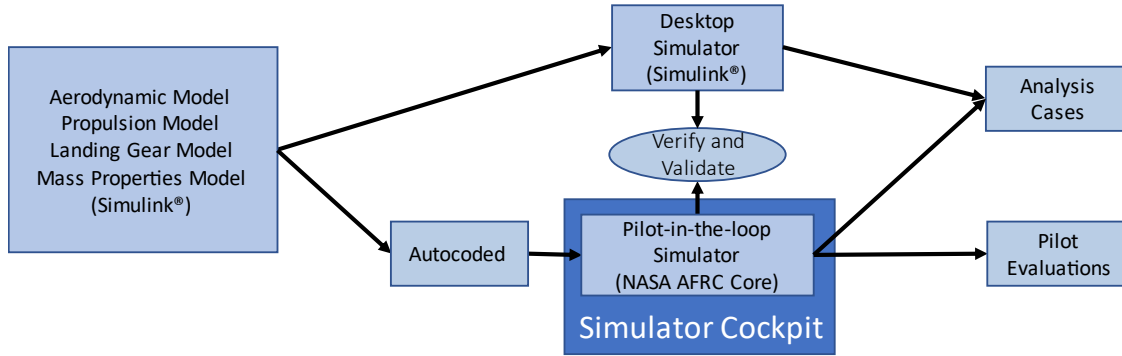 Aerodynamic Model
Propulsion Model
Landing Gear Model
Mass Properties Model
(Simulink®)
Desktop
Simulator
(Simulink®)
Analysis
Cases
Verify and
Validate
Autocoded
Pilot-in-the-loop
Simulator
(NASA AFRC Core)
Simulator Cockpit
Pilot
Evaluations